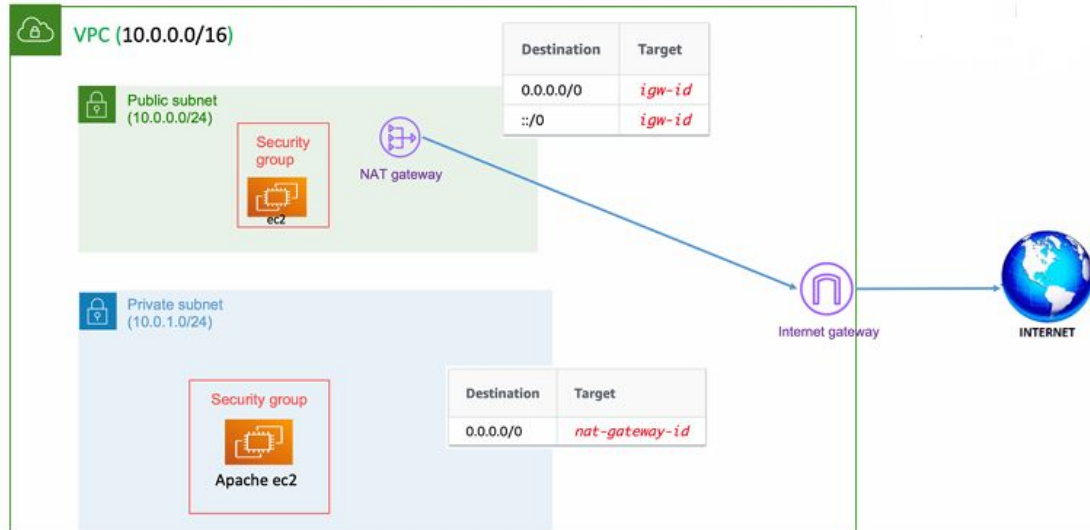 VPC (10.0.0.0/16)
Destination Target
0.0.0.0/0 igw-id
::/0 igw-id
Public subnet
(10.0.0.0/24)
Security
group
ec2
NAT gateway
Internet gateway
INTERNET
Private subnet
(10.0.1.0/24)
Security group
Apache ec2
Destination Target
0.0.0.0/0 nat-gateway-id